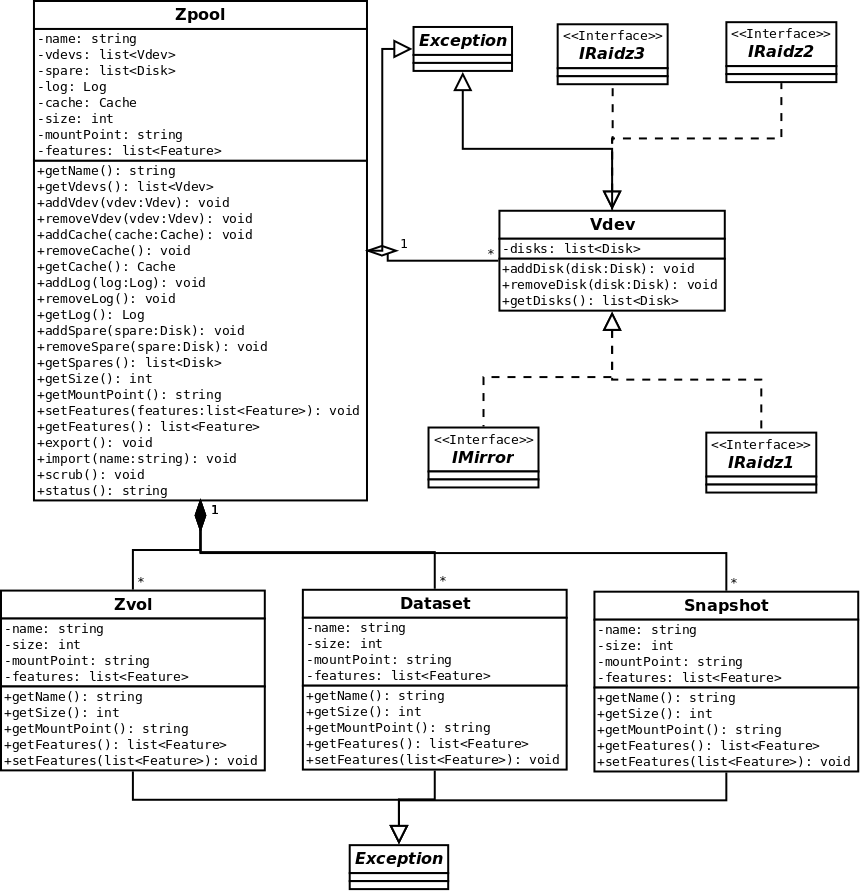 Zpool
-name: string
-vdevs: list<Vdev>
-spare: list<Disk>
-log: Log
-cache: Cache
-size: int
-mountPoint: string
-features: list<Feature>
+getName(): string
+getVdevs(): list<Vdev>
+addVdev(vdev:Vdev): void
+removeVdev(vdev:Vdev): void
+addCache(cache:Cache): void
+removeCache(): void
+getCache(): Cache
+addLog(log:Log): void
+removeLog(): void
+getLog(): Log
+addSpare(spare:Disk): void
+removeSpare(spare:Disk): void
+getSpares(): list<Disk>
+getSize(): int
+getMountPoint(): string
+setFeatures(features:list<Feature>): void
+getFeatures(): list<Feature>
+export(): void
+import(name:string): void
+scrub(): void
+status(): string
Exception
<<Interface>>
IRaidz3
<<Interface>>
IRaidz2
1
*
Vdev
-disks: list<Disk>
+addDisk(disk:Disk): void
+removeDisk(disk:Disk): void
+getDisks(): list<Disk>
<<Interface>>
IMirror
<<Interface>>
IRaidz1
1
*
*
*
Zvol
-name: string
-size: int
-mountPoint: string
-features: list<Feature>
+getName(): string
+getSize(): int
+getMountPoint(): string
+getFeatures(): list<Feature>
+setFeatures(list<Feature>): void
Dataset
-name: string
-size: int
-mountPoint: string
-features: list<Feature>
+getName(): string
+getSize(): int
+getMountPoint(): string
+getFeatures(): list<Feature>
+setFeatures(list<Feature>): void
Snapshot
-name: string
-size: int
-mountPoint: string
-features: list<Feature>
+getName(): string
+getSize(): int
+getMountPoint(): string
+getFeatures(): list<Feature>
+setFeatures(list<Feature>): void
Exception